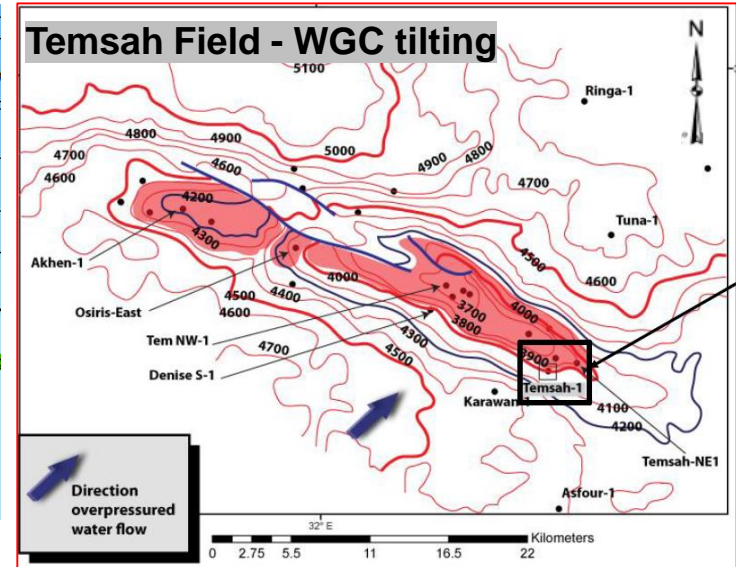 Temsah Field - WGC tilting
N
5100
Ringa-1
4800
4900
5000
4700
4600
4600
4900
4800
4700
4200
Tuna-1
4300
4500
Akhen-1
4000
4600
4500
4400
3700
4000
Osiris-East
4600
3800
Tem NW-1
4300
4700
4500
3900
Denise S-1
Temsah-1
Karawan-1
4100
4200
Temsah-NE1
Direction
overpressured
water flow
Asfour-1
32° E
Kilometers
0 2.75 5.5 11 16.5 22